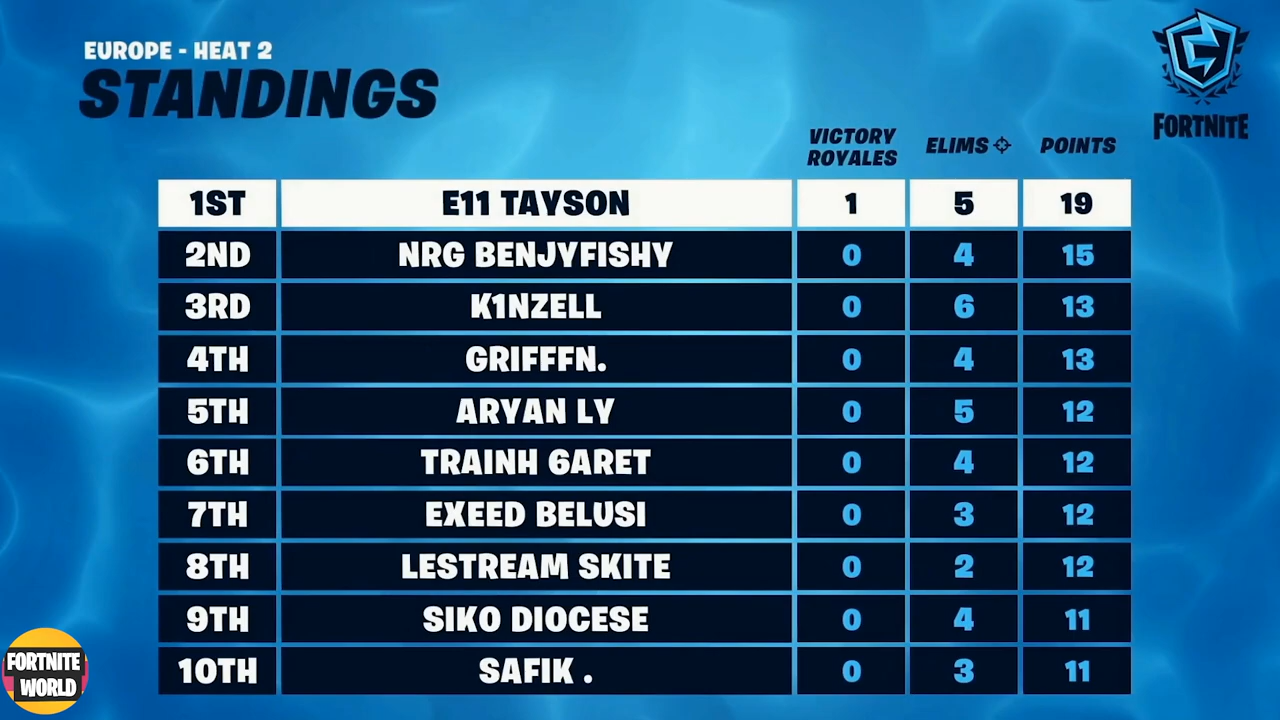 EUROPE - HEAT 2
STANDINGS
FORTNITE
VICTORY ROYALES ELIMS POINTS
1ST E11 TAYSON 1 5 19
2ND NRG BENJYFISHY 0 4 15
3RD K1NZELL 0 6 13
4TH GRIFFFN. 0 4 13
5TH ARYAN LY 0 5 12
6TH TRAINH 6ARET 0 4 12
7TH EXEED BELUSI 0 3 12
8TH LESTREAM SKITE 0 2 12
9TH SIKO DIOCESE 0 4 11
10TH SAFIK . 0 3 11
FORTNITE
WORLD